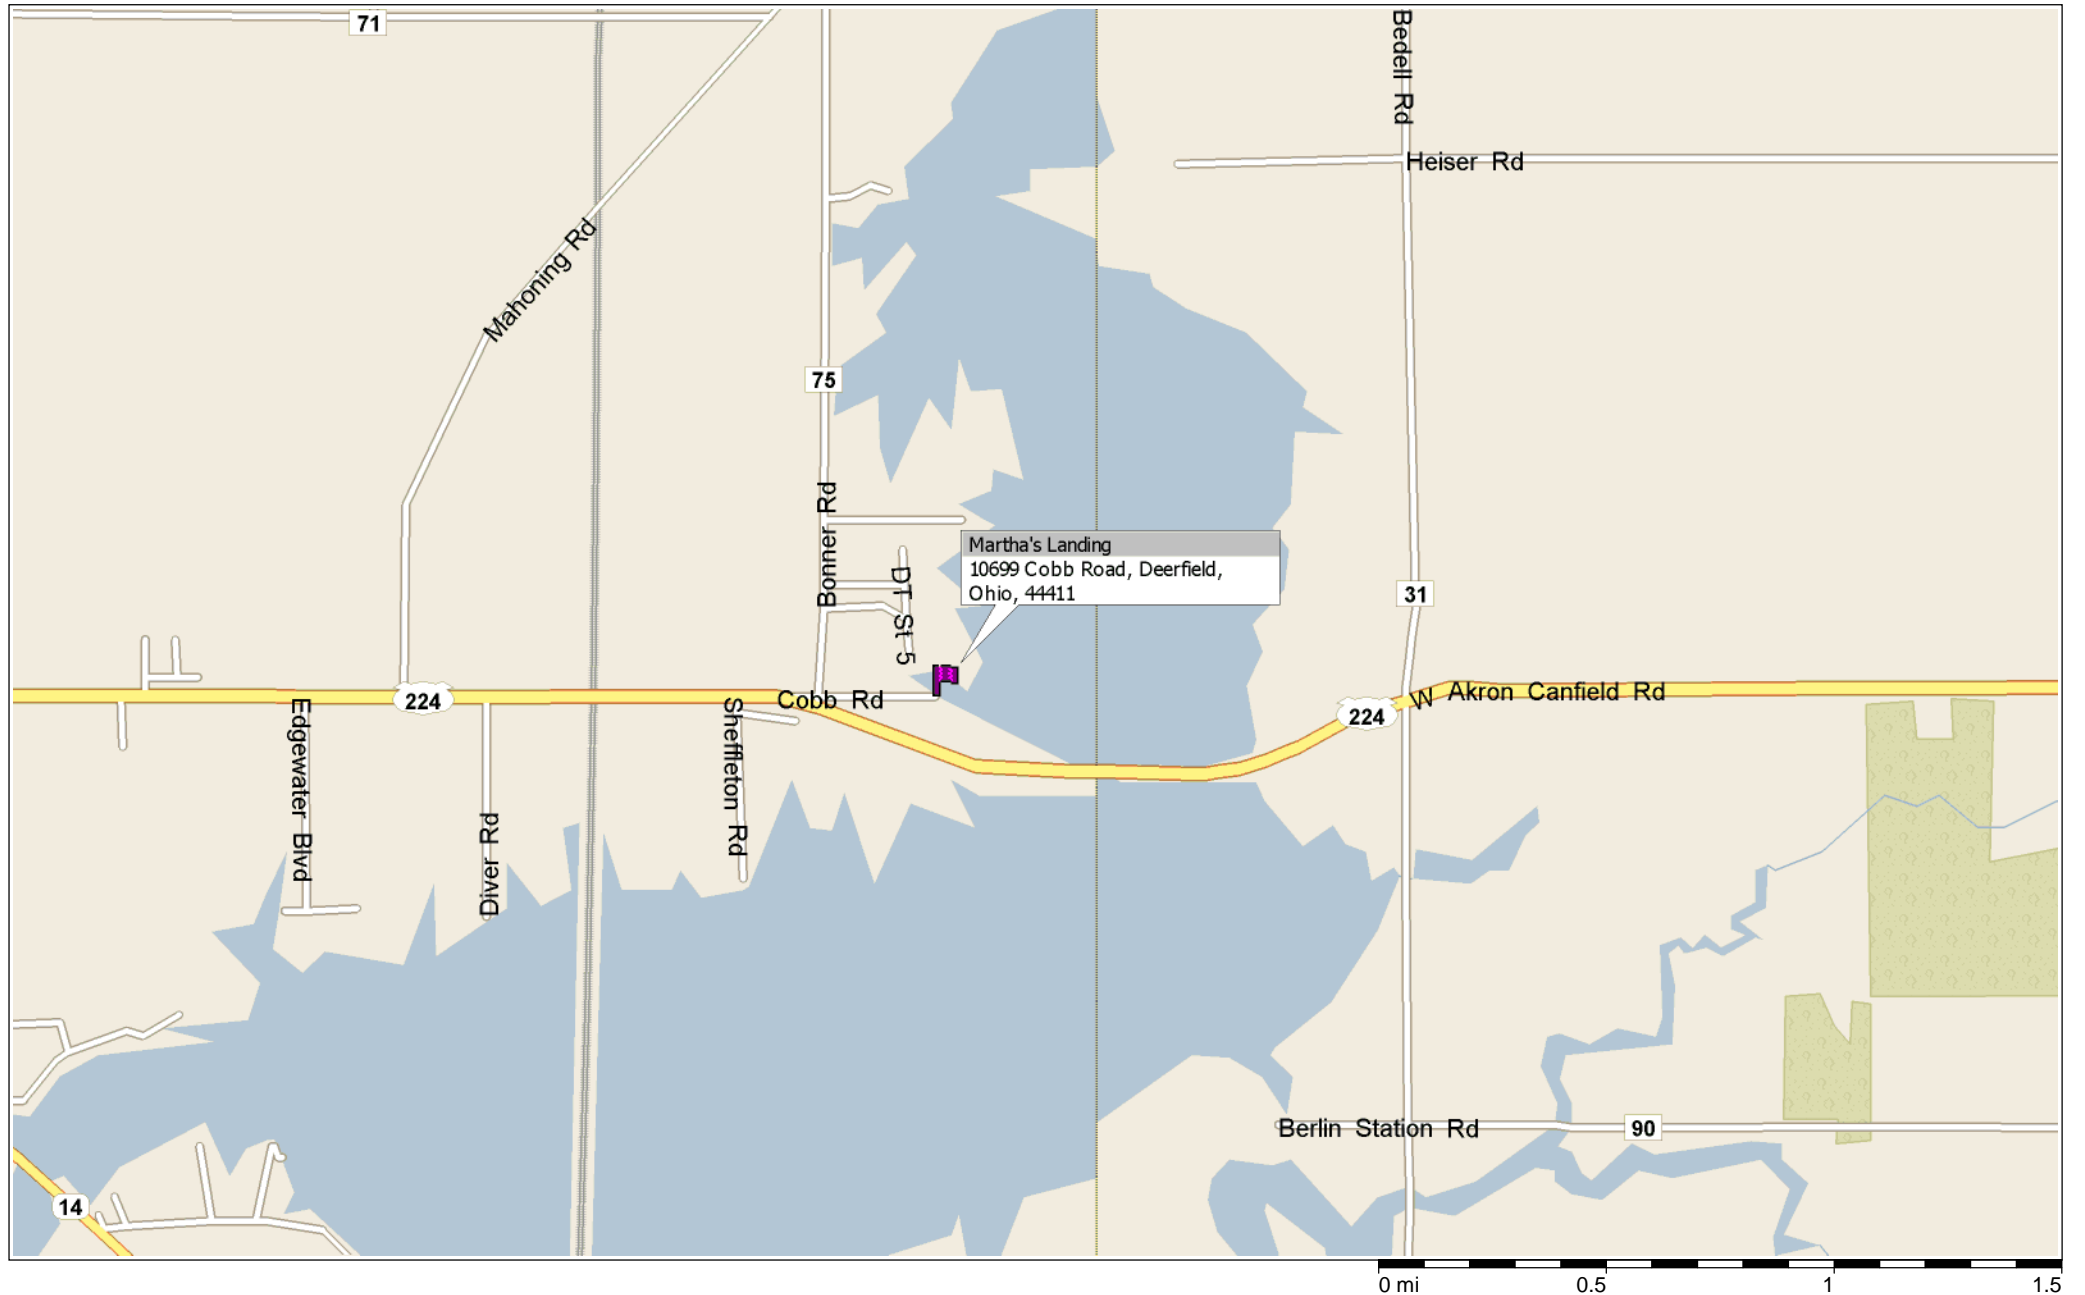 71
Bedell Rd
Heiser Rd
Mahoning Rd
75
Bonner Rd
Martha's Landing
10699 Cobb Road, Deerfield,
Ohio, 44411
DT St 5
31
224
Cobb Rd
224
W Akron Canfield Rd
Edgewater Blvd
Diver Rd
Sheffleton Rd
Berlin Station Rd
90
14
0 mi 0.5 1 1.5